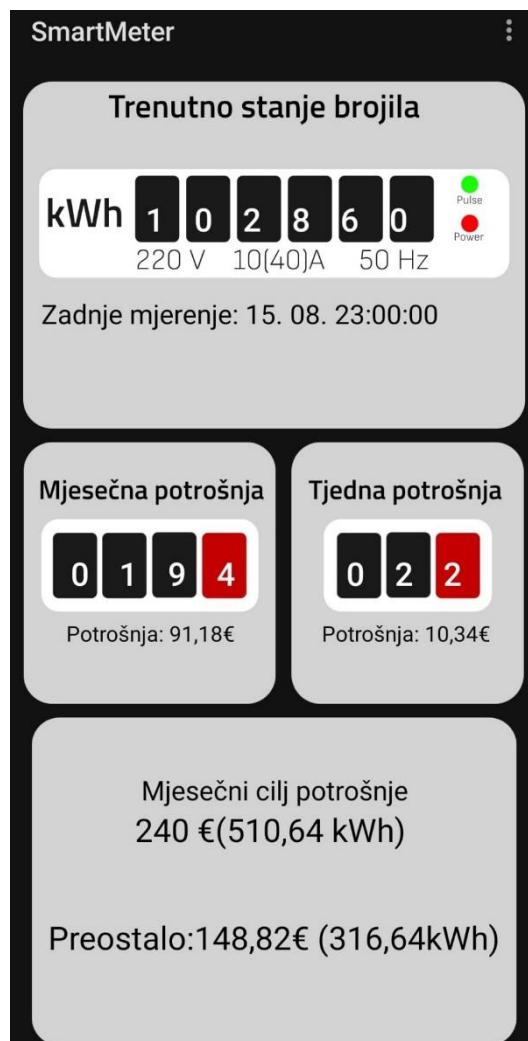 SmartMeter
Trenutno stanje brojila
kWh 1 0 2 8 6 0
Pulse
Power
220 V 10(40)A 50 Hz
Zadnje mjerenje: 15. 08. 23:00:00
Mjesečna potrošnja
0 1 9 4
Potrošnja: 91,18€
Tjedna potrošnja
0 2 2
Potrošnja: 10,34€
Mjesečni cilj potrošnje
240 €(510,64 kWh)
Preostalo:148,82€ (316,64kWh)